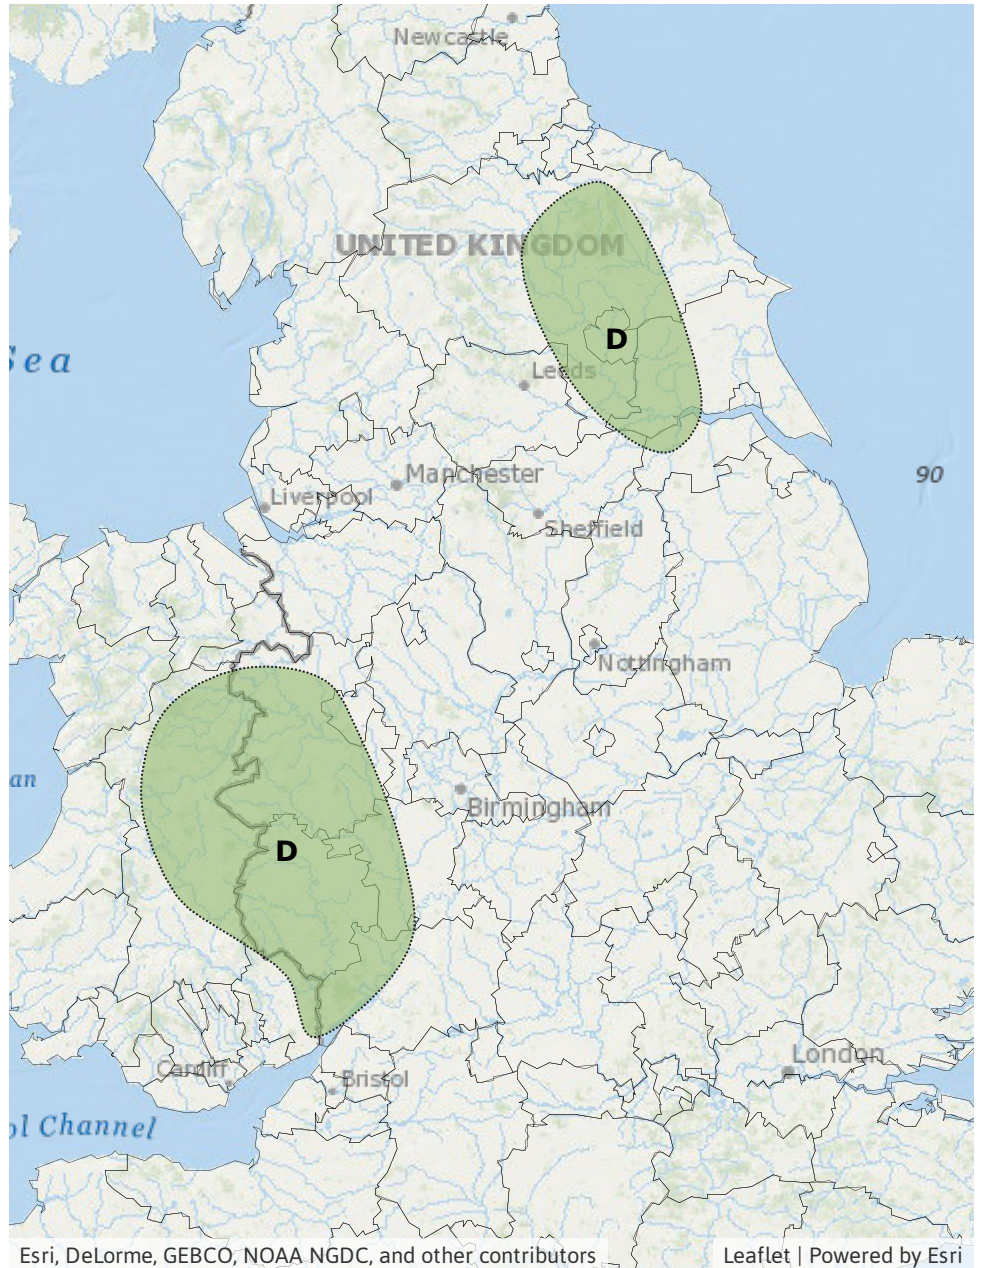 Newcastle
UNITED KINGDOM
D
Sea
Leeds
Manchester
90
Liverpool
Sheffield
Nottingham
an
Birmingham
D
London
Cardiff
Bristol
ol Channel
Esri, DeLorme, GEBCO, NOAA NGDC, and other contributors
Leaflet | Powered by Esri